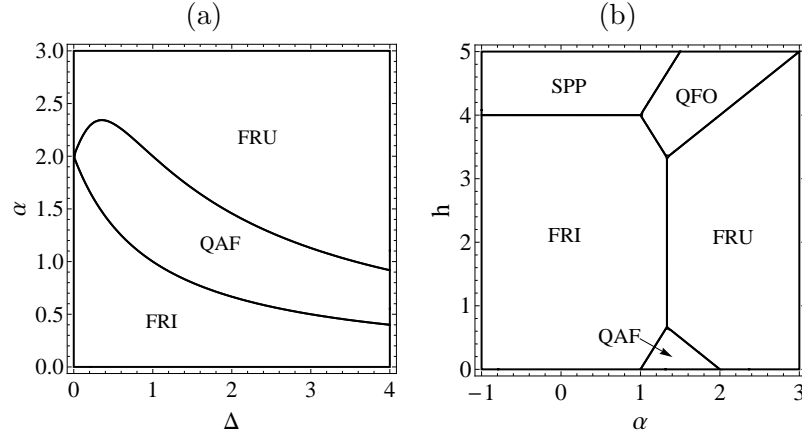 (a)
3.0
2.5
2.0
1.5
1.0
0.5
0.0
α
FRU
QAF
FRI
0 1 2 3 4
Δ
(b)
5
4
3
2
1
0
h
SPP
QFO
FRI
FRU
QAF
−1 0 1 2 3
α